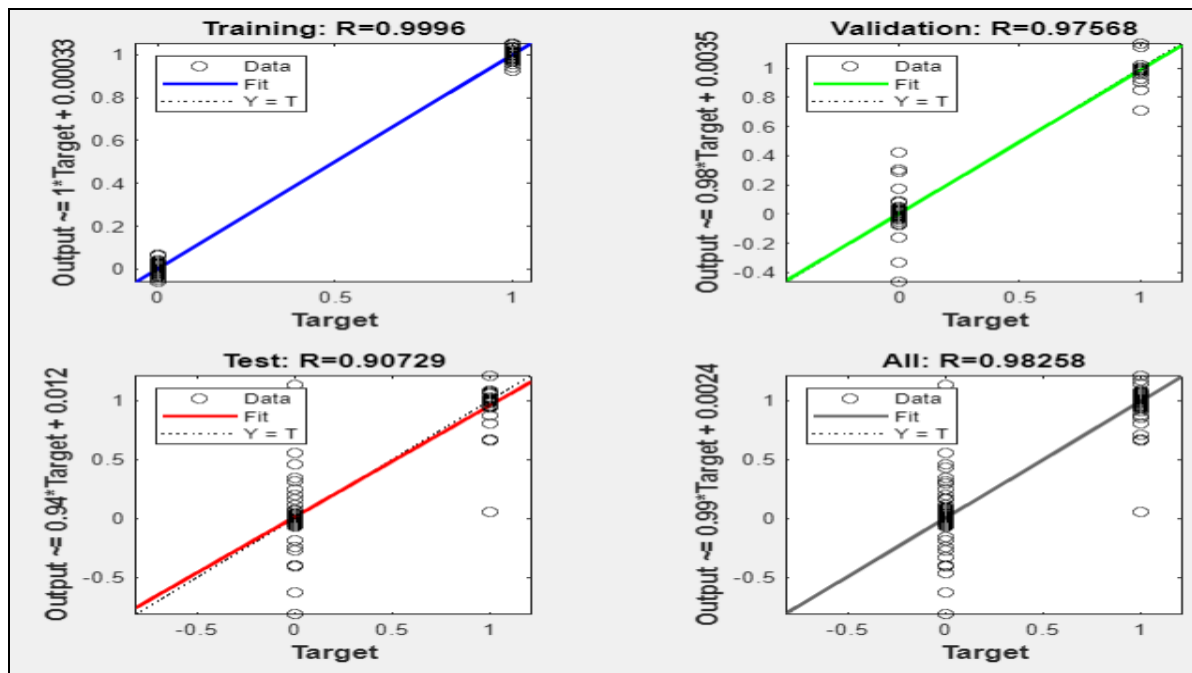 Training: R=0.9996
Output ~= 1*Target + 0.00033
1
0.8
0.6
0.4
0.2
0
Data
Fit
Y = T
0
0.5
1
Target
Validation: R=0.97568
Output ~= 0.98*Target + 0.0035
1
0.8
0.6
0.4
0.2
0
-0.2
-0.4
Data
Fit
Y = T
0
0.5
1
Target
Test: R=0.90729
Output ~= 0.94*Target + 0.012
1
0.5
0
-0.5
Data
Fit
Y = T
-0.5
0
0.5
1
Target
All: R=0.98258
Output ~= 0.99*Target + 0.0024
1
0.5
0
-0.5
Data
Fit
Y = T
-0.5
0
0.5
1
Target